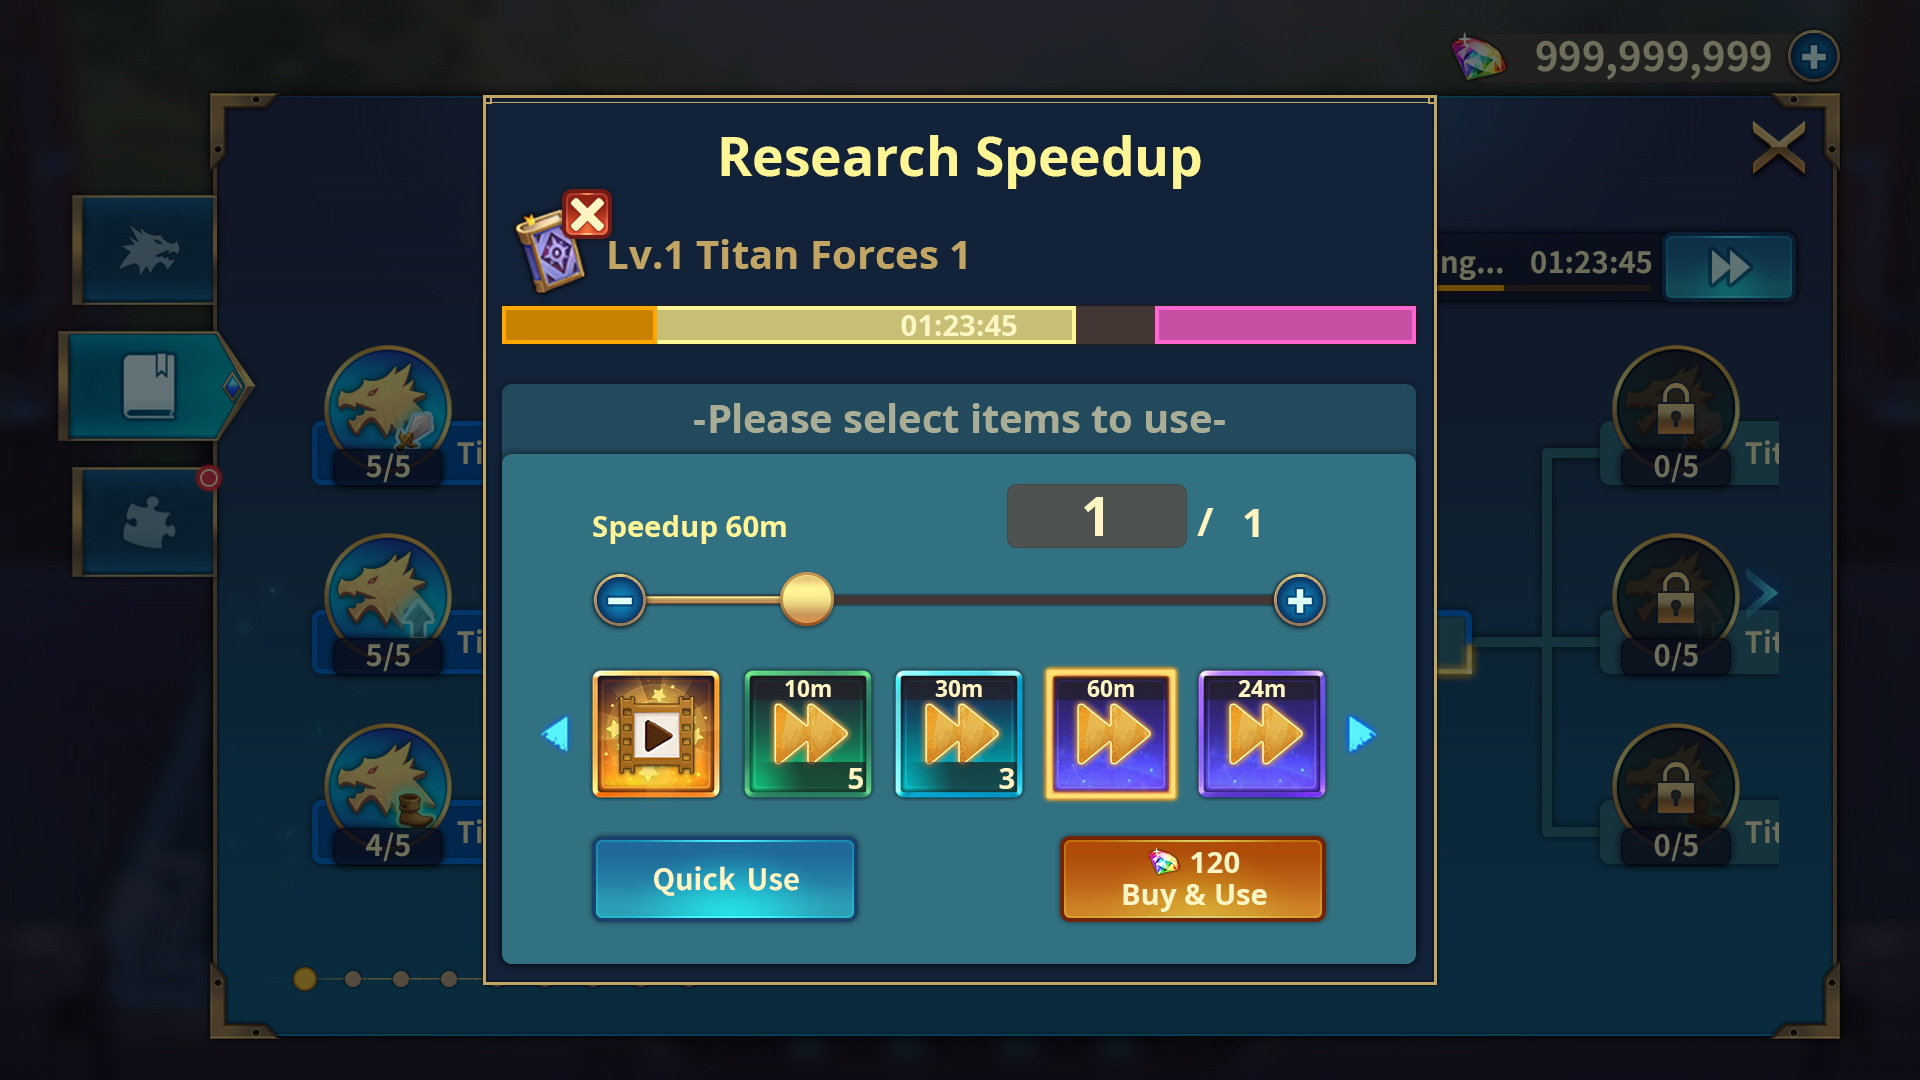 999,999,999
Research Speedup
Lv.1 Titan Forces 1
ing... 01:23:45
01:23:45
-Please select items to use-
5/5
Ti
0/5
Tit
Speedup 60m
1 / 1
5/5
Ti
0/5
Tit
10m
30m
60m
24m
5
3
4/5
Ti
0/5
Tit
Quick Use
120
Buy & Use